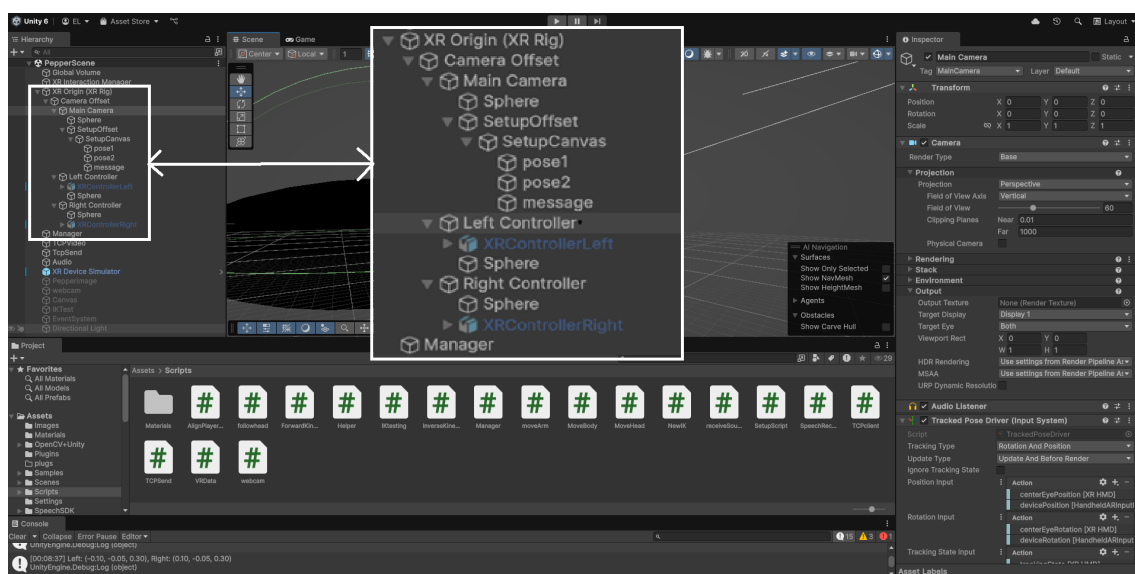 Unity 6 EL Asset Store
Layout
Hierarchy
All
PepperScene
Global Volume
XR Interaction Manager
XR Origin (XR Rig)
Camera Offset
Main Camera
Sphere
SetupOffset
SetupCanvas
pose1
pose2
message
Left Controller
XRControllerLeft
Sphere
Right Controller
Sphere
XRControllerRight
Manager
TCPVideo
TcpSend
Audio
XR Device Simulator
PepperImage
webcam
Canvas
IKTest
EventSystem
Directional Light
Scene Game
Center Local 1
XR Origin (XR Rig)
Camera Offset
Main Camera
Sphere
SetupOffset
SetupCanvas
pose1
pose2
message
Left Controller
XRControllerLeft
Sphere
Right Controller
Sphere
XRControllerRight
Manager
AI Navigation
Surfaces
Show Only Selected
Show NavMesh
Show HeightMesh
Agents
Obstacles
Show Carve Hull
Inspector
Main Camera Static
Tag MainCamera Layer Default
Transform
Position X 0 Y 0 Z 0
Rotation X 0 Y 0 Z 0
Scale X 1 Y 1 Z 1
Camera
Render Type Base
Projection
Projection Perspective
Field of View Axis Vertical
Field of View 60
Clipping Planes Near 0.01
Far 1000
Physical Camera
Rendering
Stack
Environment
Output
Output Texture None (Render Texture)
Target Display Display 1
Target Eye Both
Viewport Rect X 0 Y 0
W 1 H 1
HDR Rendering Use settings from Render Pipeline As
MSAA Use settings from Render Pipeline As
URP Dynamic Resolutio
Audio Listener
Tracked Pose Driver (Input System)
Script TrackedPoseDriver
Tracking Type Rotation And Position
Update Type Update And Before Render
Ignore Tracking State
Position Input Action
centerEyePosition [XR HMD]
devicePosition [HandheldARInputI
Rotation Input Action
centerEyeRotation [XR HMD]
deviceRotation [HandheldARInput
Tracking State Input Action
Asset Labels
Project
29
Favorites
All Materials
All Models
All Prefabs
Assets
Images
Materials
OpenCV+Unity
Plugins
plugs
Samples
Scenes
Scripts
Settings
SpeechSDK
Assets > Scripts
Materials AlignPlayer... followhead ForwardKin... Helper IKtesting InverseKine... Manager moveArm MoveBody MoveHead NewIK receiveSou... SetupScript SpeechRec... TCPclient
TCPSend VRData webcam
Console
Clear Collapse Error Pause Editor 15 3 1
UnityEngine.Debug:Log (object)
[00:08:37] Left: (-0.10, -0.05, 0.30), Right: (0.10, -0.05, 0.30)
UnityEngine.Debug:Log (object)